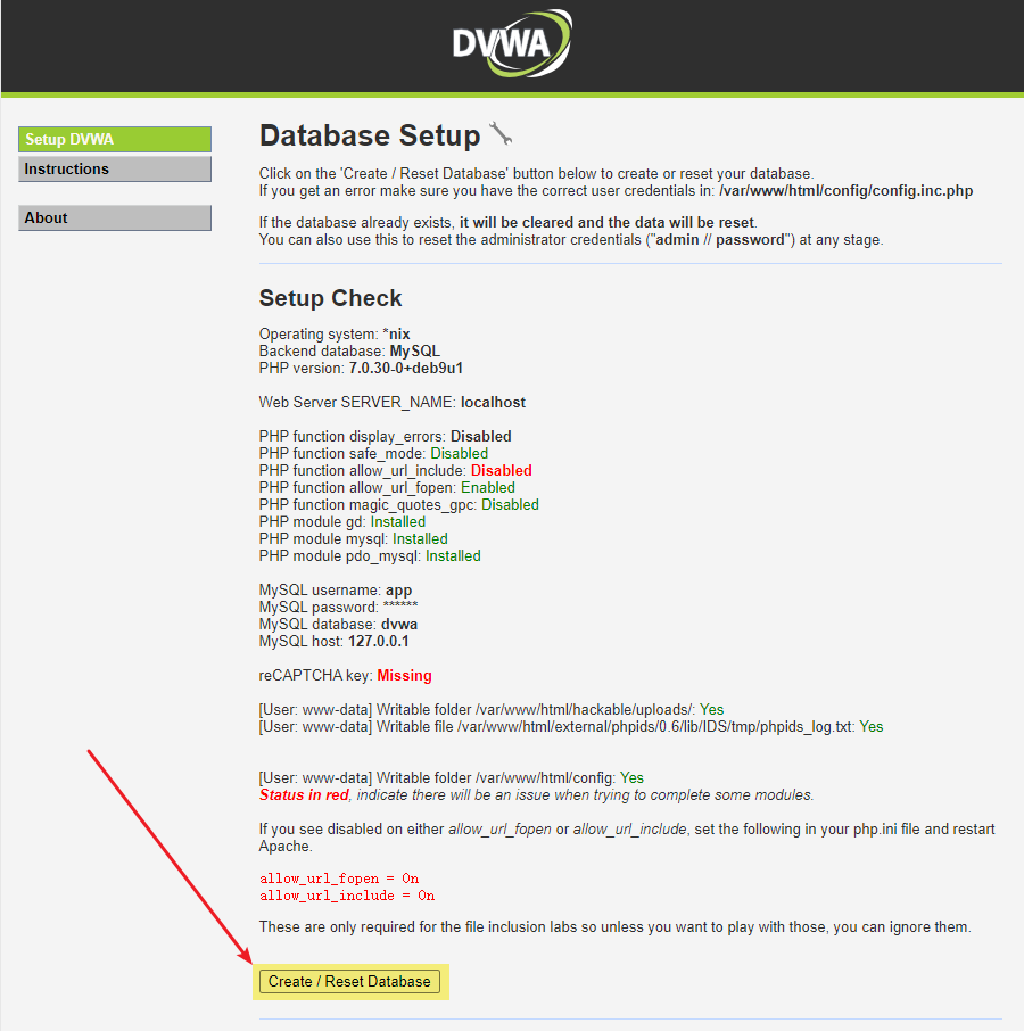 DVWA
Setup DVWA
Instructions
About
Database Setup
Click on the 'Create / Reset Database' button below to create or reset your database.
If you get an error make sure you have the correct user credentials in: /var/www/html/config/config.inc.php
If the database already exists, it will be cleared and the data will be reset.
You can also use this to reset the administrator credentials ("admin // password") at any stage.
Setup Check
Operating system: *nix
Backend database: MySQL
PHP version: 7.0.30-0+deb9u1
Web Server SERVER_NAME: localhost
PHP function display_errors: Disabled
PHP function safe_mode: Disabled
PHP function allow_url_include: Disabled
PHP function allow_url_fopen: Enabled
PHP function magic_quotes_gpc: Disabled
PHP module gd: Installed
PHP module mysql: Installed
PHP module pdo_mysql: Installed
MySQL username: app
MySQL password: ******
MySQL database: dvwa
MySQL host: 127.0.0.1
reCAPTCHA key: Missing
[User: www-data] Writable folder /var/www/html/hackable/uploads/: Yes
[User: www-data] Writable file /var/www/html/external/phpids/0.6/lib/IDS/tmp/phpids_log.txt: Yes
[User: www-data] Writable folder /var/www/html/config: Yes
Status in red, indicate there will be an issue when trying to complete some modules.
If you see disabled on either allow_url_fopen or allow_url_include, set the following in your php.ini file and restart
Apache.
allow_url_fopen = On
allow_url_include = On
These are only required for the file inclusion labs so unless you want to play with those, you can ignore them.
Create / Reset Database